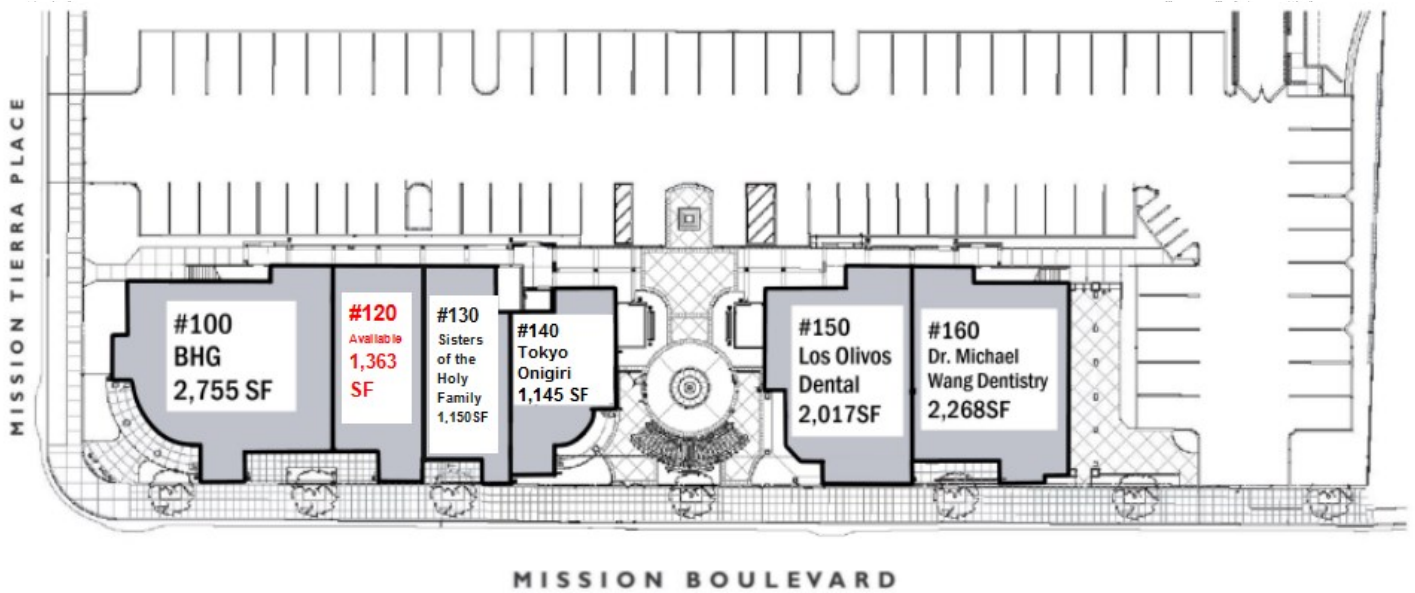 MISSION TIERRA PLACE
#100
BHG
2,755 SF
#120
Available
1,363
SF
#130
Sisters
of the
Holy
Family
1,150SF
#140
Tokyo
Onigiri
1,145 SF
#150
Los Olivos
Dental
2,017SF
#160
Dr. Michael
Wang Dentistry
2,268SF
MISSION BOULEVARD